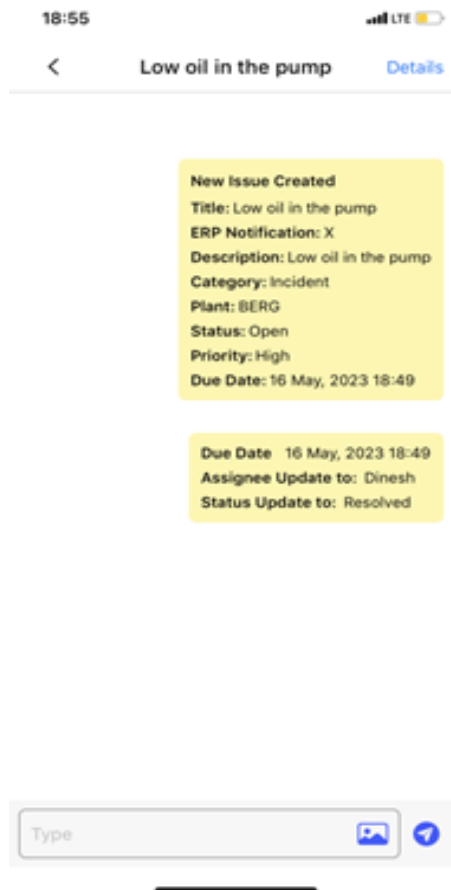 18:55
LTE
Low oil in the pump
Details
New Issue Created
Title: Low oil in the pump
ERP Notification: X
Description: Low oil in the pump
Category: Incident
Plant: BERG
Status: Open
Priority: High
Due Date: 16 May, 2023 18:49
Due Date 16 May, 2023 18:49
Assignee Update to: Dinesh
Status Update to: Resolved
Type